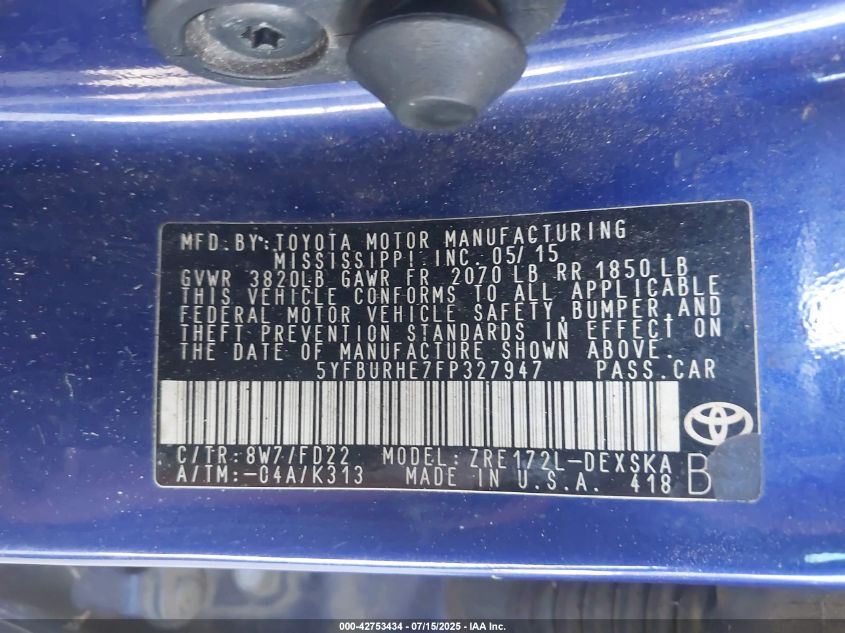 MFD.BY:TOYOTA MOTOR MANUFACTURING
MISSISSIPPI INC. 05/15
GVWR 3820LB GAWR FR 2070 LB RR 1850LB
THIS VEHICLE CONFORMS TO ALL APPLICABLE
FEDERAL MOTOR VEHICLE SAFETY,BUMPER,AND
THEFT PREVENTION STANDARDS IN EFFECT ON
THE DATE OF MANUFACTURE SHOWN ABOVE.
5YFBURHE7FP327947 PASS.CAR
C/TR:8W7/FD22 MODEL:ZRE172L-DEXSKA
A/TM:-04A/K313 MADE IN U.S.A. 418 B
000-42753434 - 07/15/2025 - IAA Inc.